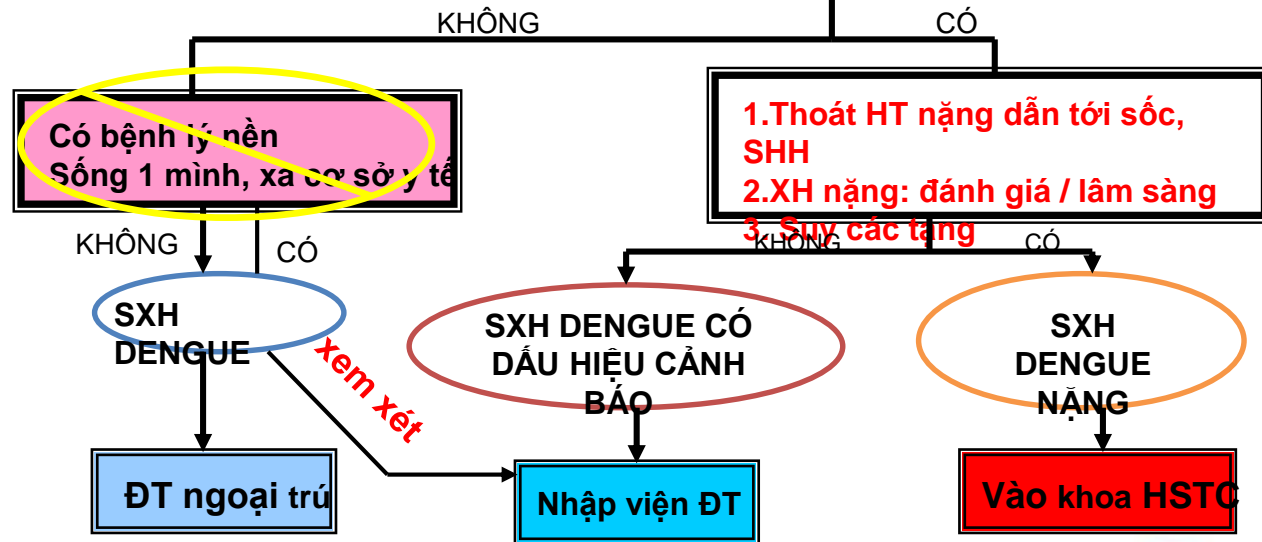 KHÔNG
CÓ
Có bệnh lý nền
Sống 1 mình, xa cơ sở y tế
1.Thoát HT nặng dẫn tới sốc,
SHH
2.XH nặng: đánh giá / lâm sàng
3. Suy các tạng
KHÔNG
CÓ
KHÔNG
CÓ
SXH
DENGUE
xem xét
SXH DENGUE CÓ
DẤU HIỆU CẢNH
BÁO
SXH
DENGUE
NẶNG
ĐT ngoại trú
Nhập viện ĐT
Vào khoa HSTC